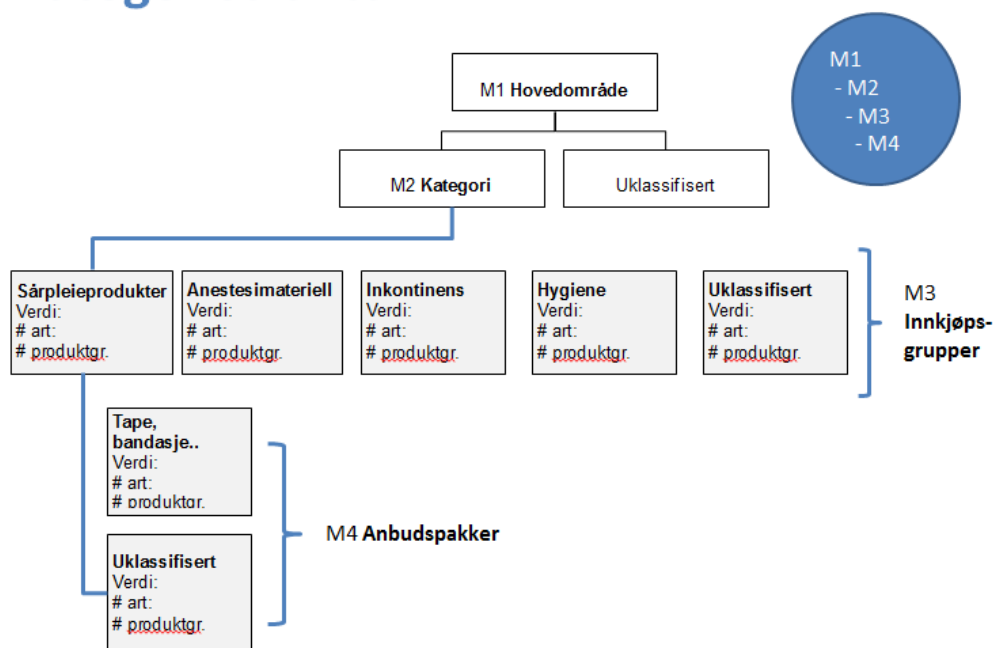 M1
- M2
- M3
- M4
M1 Hovedområde
M2 Kategori
Uklassifisert
Sårpleieprodukter
Verdi:
# art:
# produktgr.
Anestesimateriell
Verdi:
# art:
# produktgr.
Inkontinens
Verdi:
# art:
# produktgr.
Hygiene
Verdi:
# art:
# produktgr.
Uklassifisert
Verdi:
# art:
# produktgr.
M3
Innkjøps-
grupper
Tape,
bandasje..
Verdi:
# art:
# produktgr.
M4 Anbudspakker
Uklassifisert
Verdi:
# art:
# produktgr.